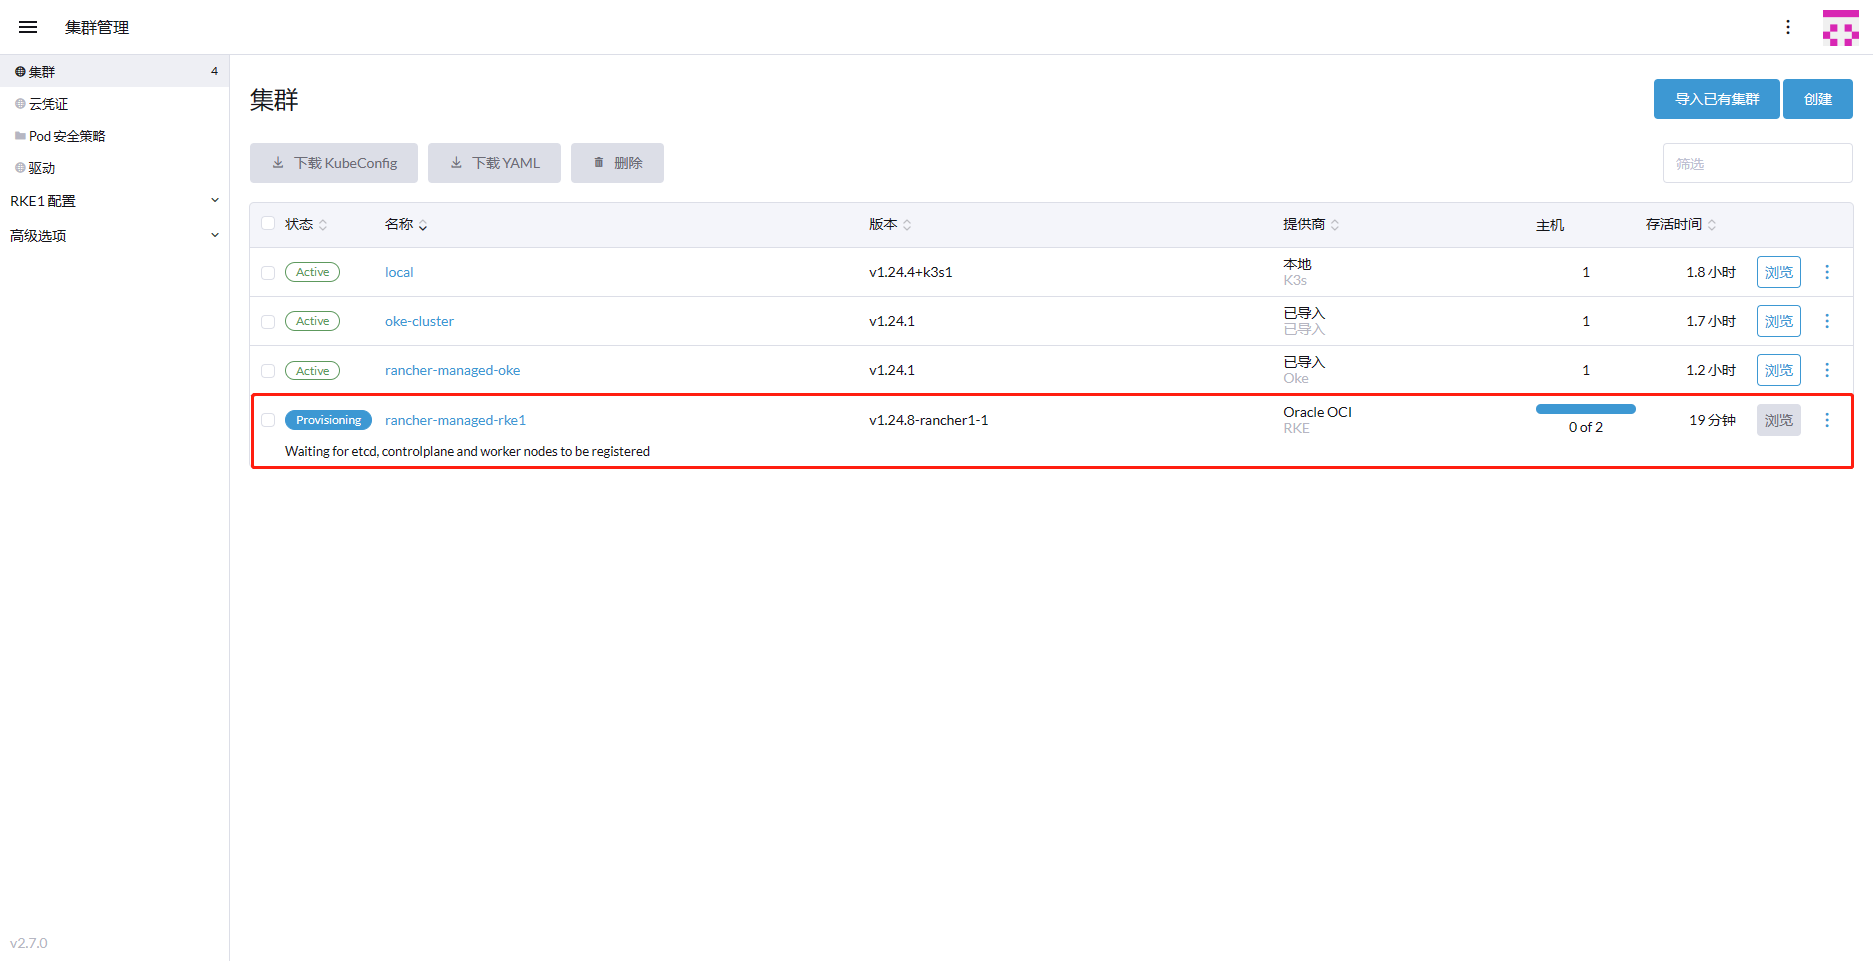 集群管理
集群 4
云凭证
Pod 安全策略
驱动
RKE1 配置
高级选项
v2.7.0
集群
导入已有集群 创建
下载 KubeConfig 下载 YAML 删除
筛选
状态 名称 版本 提供商 主机 存活时间
Active local v1.24.4+k3s1 本地 1 1.8 小时 浏览
K3s
Active oke-cluster v1.24.1 已导入 1 1.7 小时 浏览
已导入
Active rancher-managed-oke v1.24.1 已导入 1 1.2 小时 浏览
Oke
Provisioning rancher-managed-rke1 v1.24.8-rancher1-1 Oracle OCI 0 of 2 19 分钟 浏览
RKE
Waiting for etcd, controlplane and worker nodes to be registered